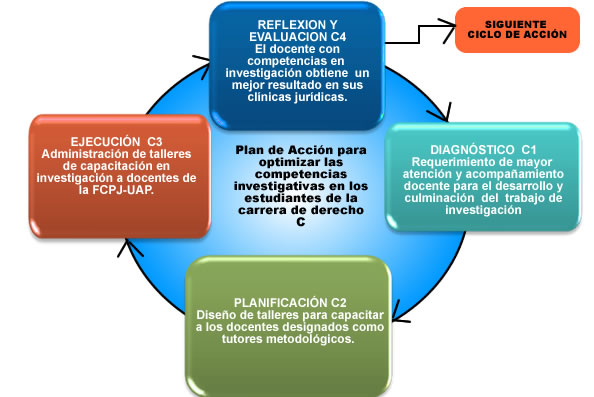 REFLEXION Y
EVALUACION C4
El docente con
competencias en
investigación obtiene un
mejor resultado en sus
clínicas jurídicas.
SIGUIENTE
CICLO DE ACCIÓN
EJECUCIÓN C3
Administración de talleres
de capacitación en
investigación a docentes de
la FCPJ-UAP.
Plan de Acción para
optimizar las
competencias
investigativas en los
estudiantes de la
carrera de derecho
C
DIAGNÓSTICO C1
Requerimiento de mayor
atención y acompañamiento
docente para el desarrollo y
culminación del trabajo de
investigación
PLANIFICACIÓN C2
Diseño de talleres para capacitar
a los docentes designados como
tutores metodológicos.